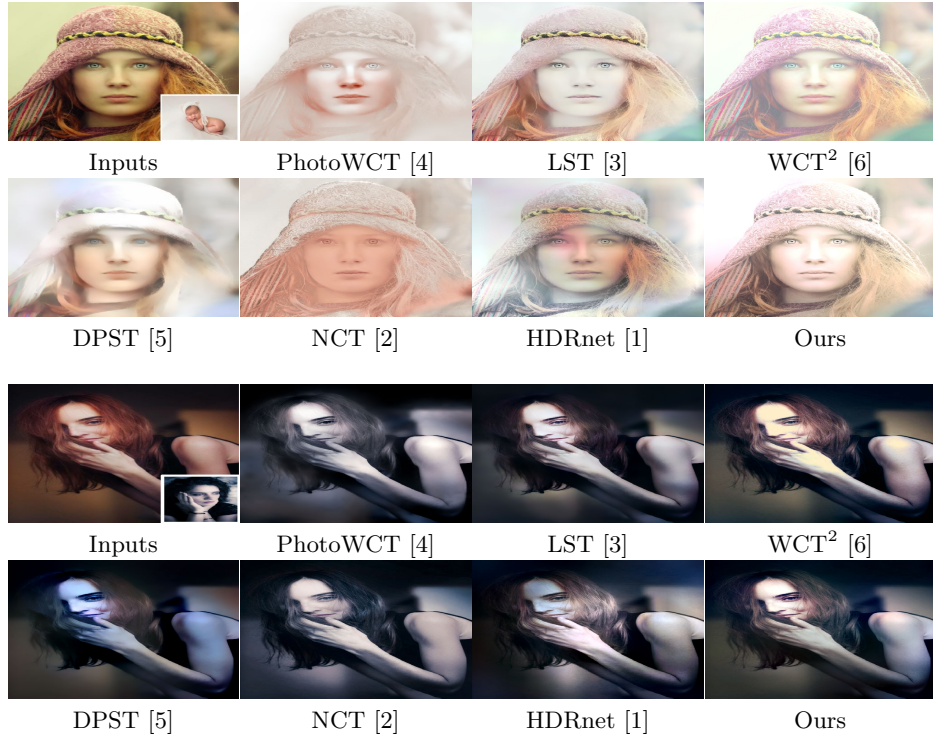 Inputs PhotoWCT [4] LST [3] WCT² [6]
DPST [5] NCT [2] HDRnet [1] Ours
Inputs PhotoWCT [4] LST [3] WCT² [6]
DPST [5] NCT [2] HDRnet [1] Ours